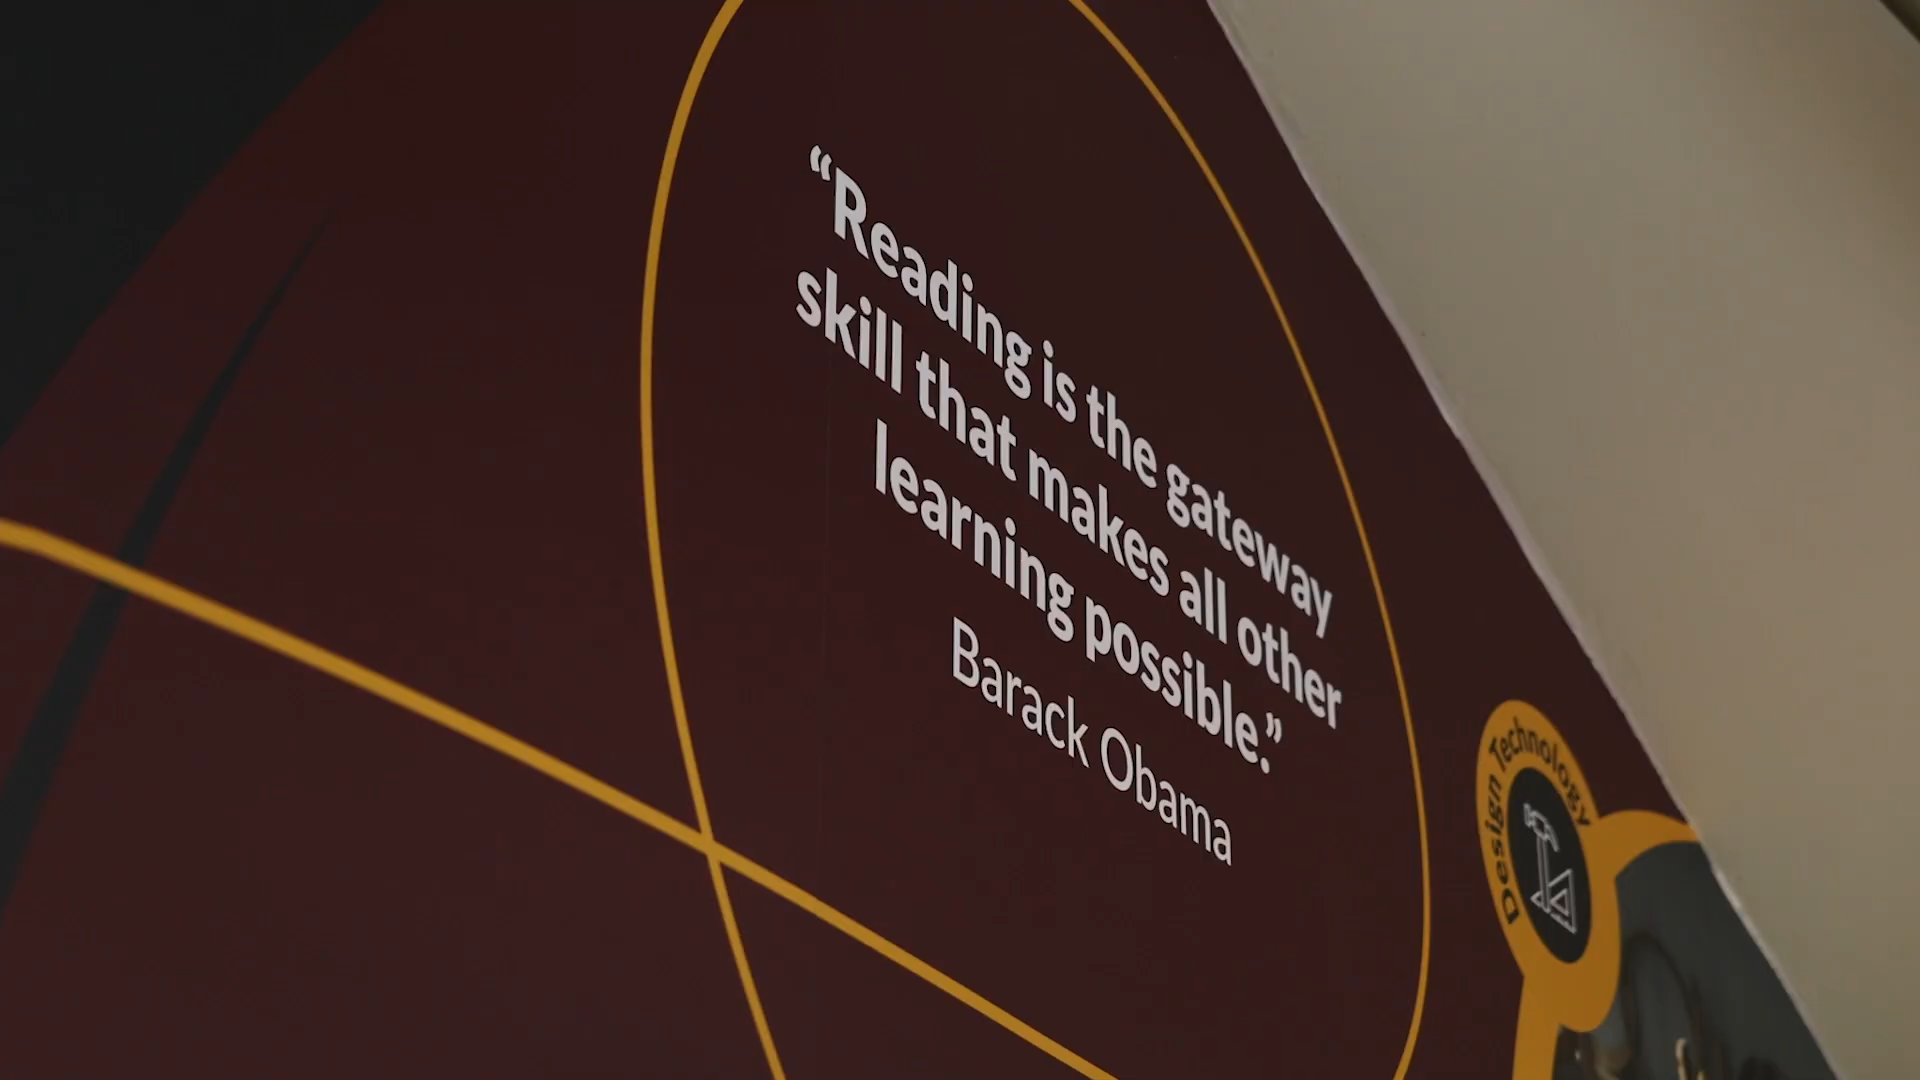 “Reading is the gateway
skill that makes all other
learning possible.”
Barack Obama
Design Technology